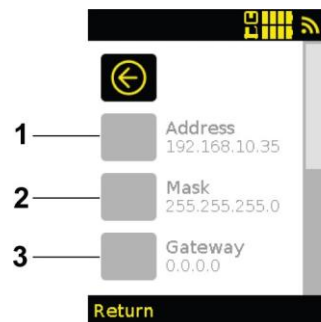 1
Address
192.168.10.35
2
Mask
255.255.255.0
3
Gateway
0.0.0.0
Return